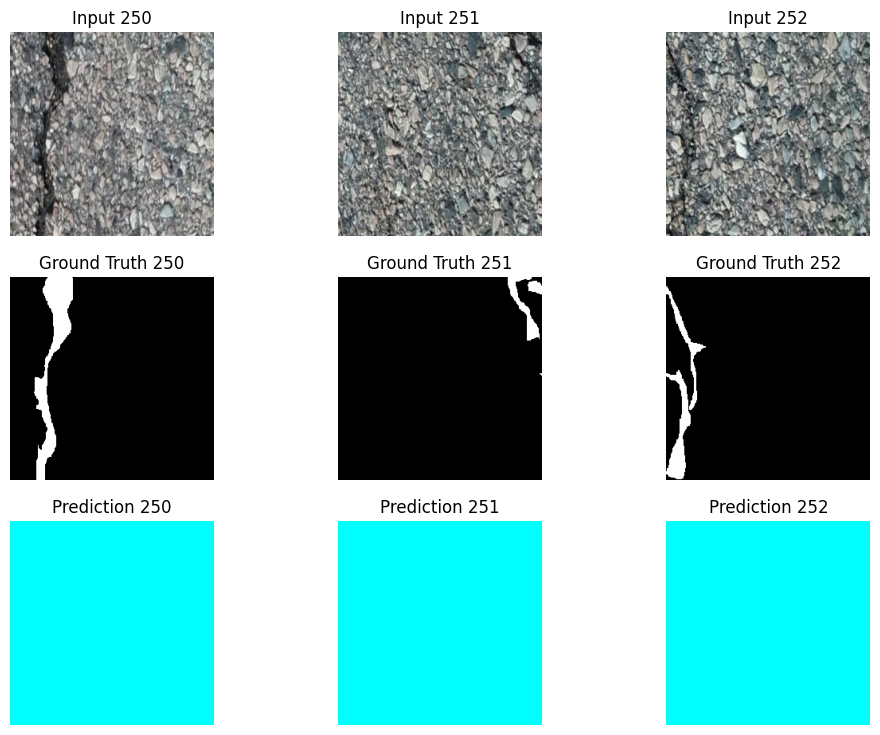 Input 250
Input 251
Input 252
Ground Truth 250
Ground Truth 251
Ground Truth 252
Prediction 250
Prediction 251
Prediction 252